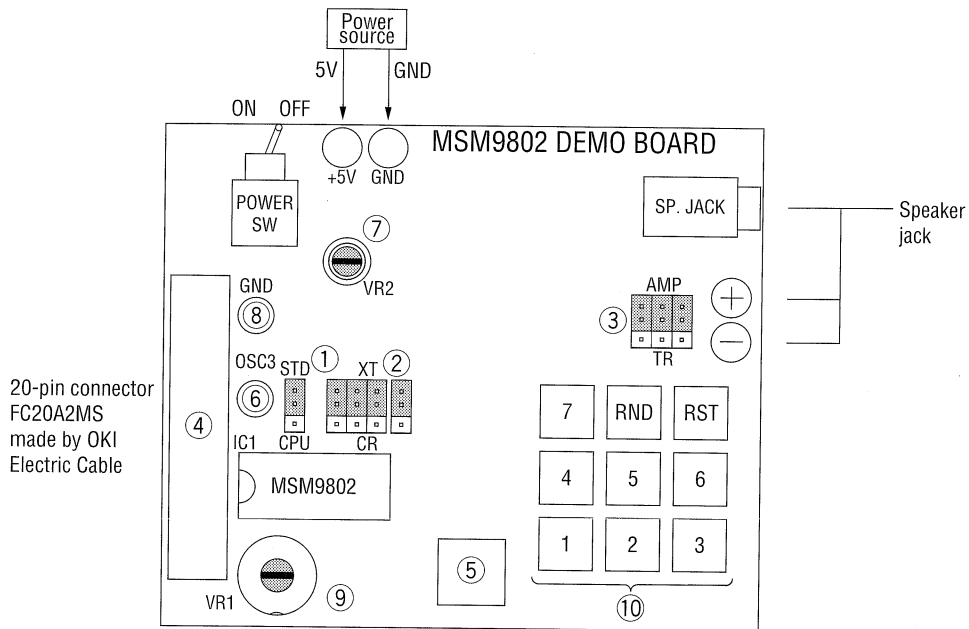 Power
source
5V GND
ON OFF
MSM9802 DEMO BOARD
+5V GND
POWER
SW
SP. JACK
Speaker
jack
⑦
VR2
GND
⑧
AMP
③
+
−
TR
OSC3
⑥
STD ① XT ②
CPU CR
20-pin connector
FC20A2MS
made by OKI
Electric Cable
④
IC1
MSM9802
7 RND RST
4 5 6
1 2 3
⑤
VR1
⑨
⑩